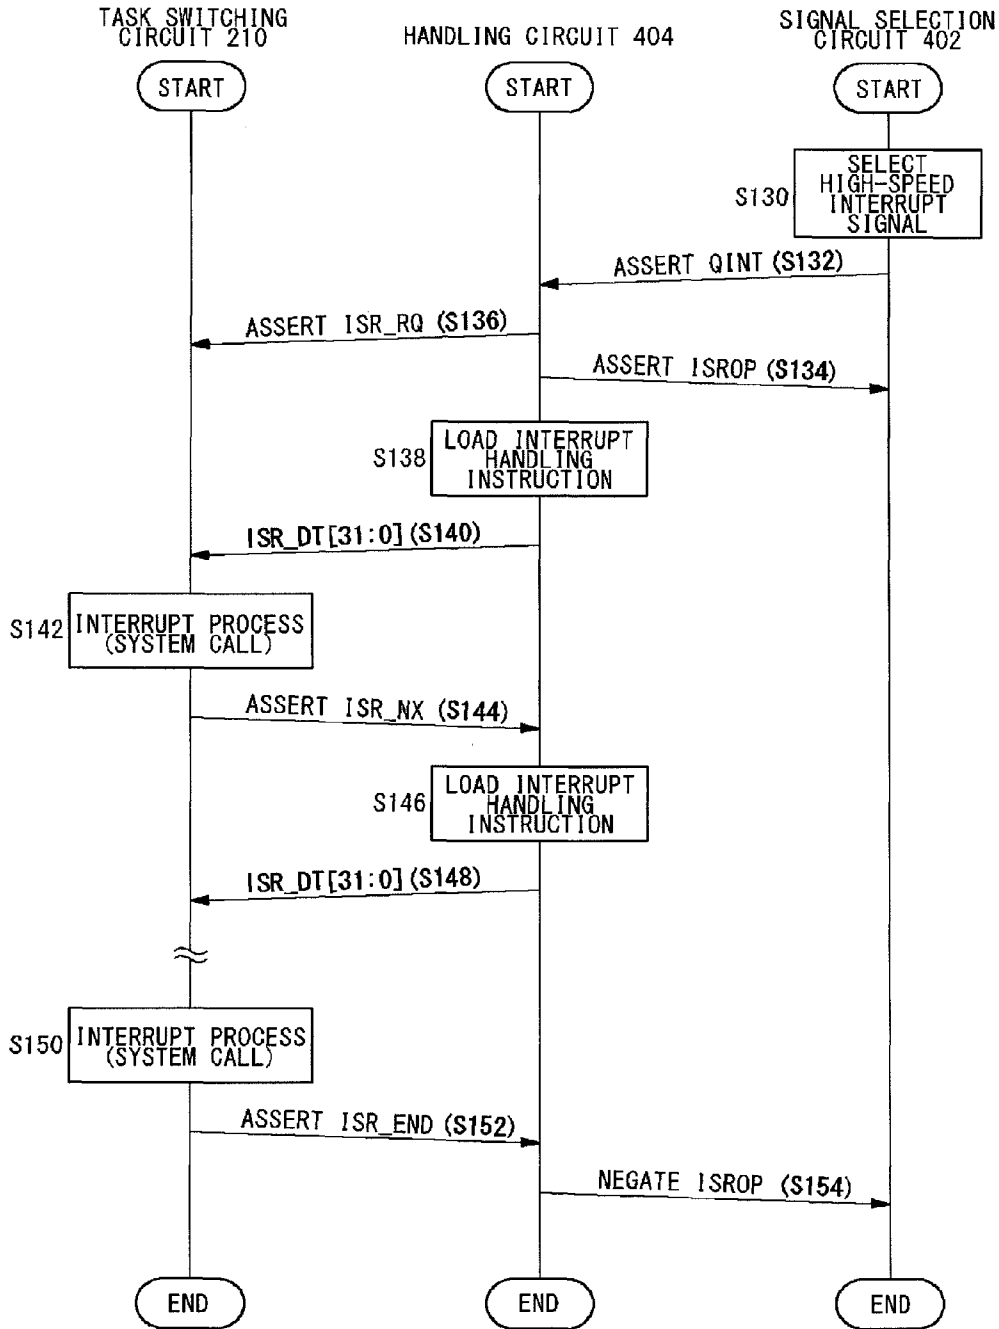 TASK SWITCHING
CIRCUIT 210
HANDLING CIRCUIT 404
SIGNAL SELECTION
CIRCUIT 402
START
START
START
S130
SELECT
HIGH-SPEED
INTERRUPT
SIGNAL
ASSERT QINT (S132)
ASSERT ISR_RQ (S136)
ASSERT ISROP (S134)
S138
LOAD INTERRUPT
HANDLING
INSTRUCTION
ISR_DT[31:0] (S140)
S142
INTERRUPT PROCESS
(SYSTEM CALL)
ASSERT ISR_NX (S144)
S146
LOAD INTERRUPT
HANDLING
INSTRUCTION
ISR_DT[31:0] (S148)
S150
INTERRUPT PROCESS
(SYSTEM CALL)
ASSERT ISR_END (S152)
NEGATE ISROP (S154)
END
END
END